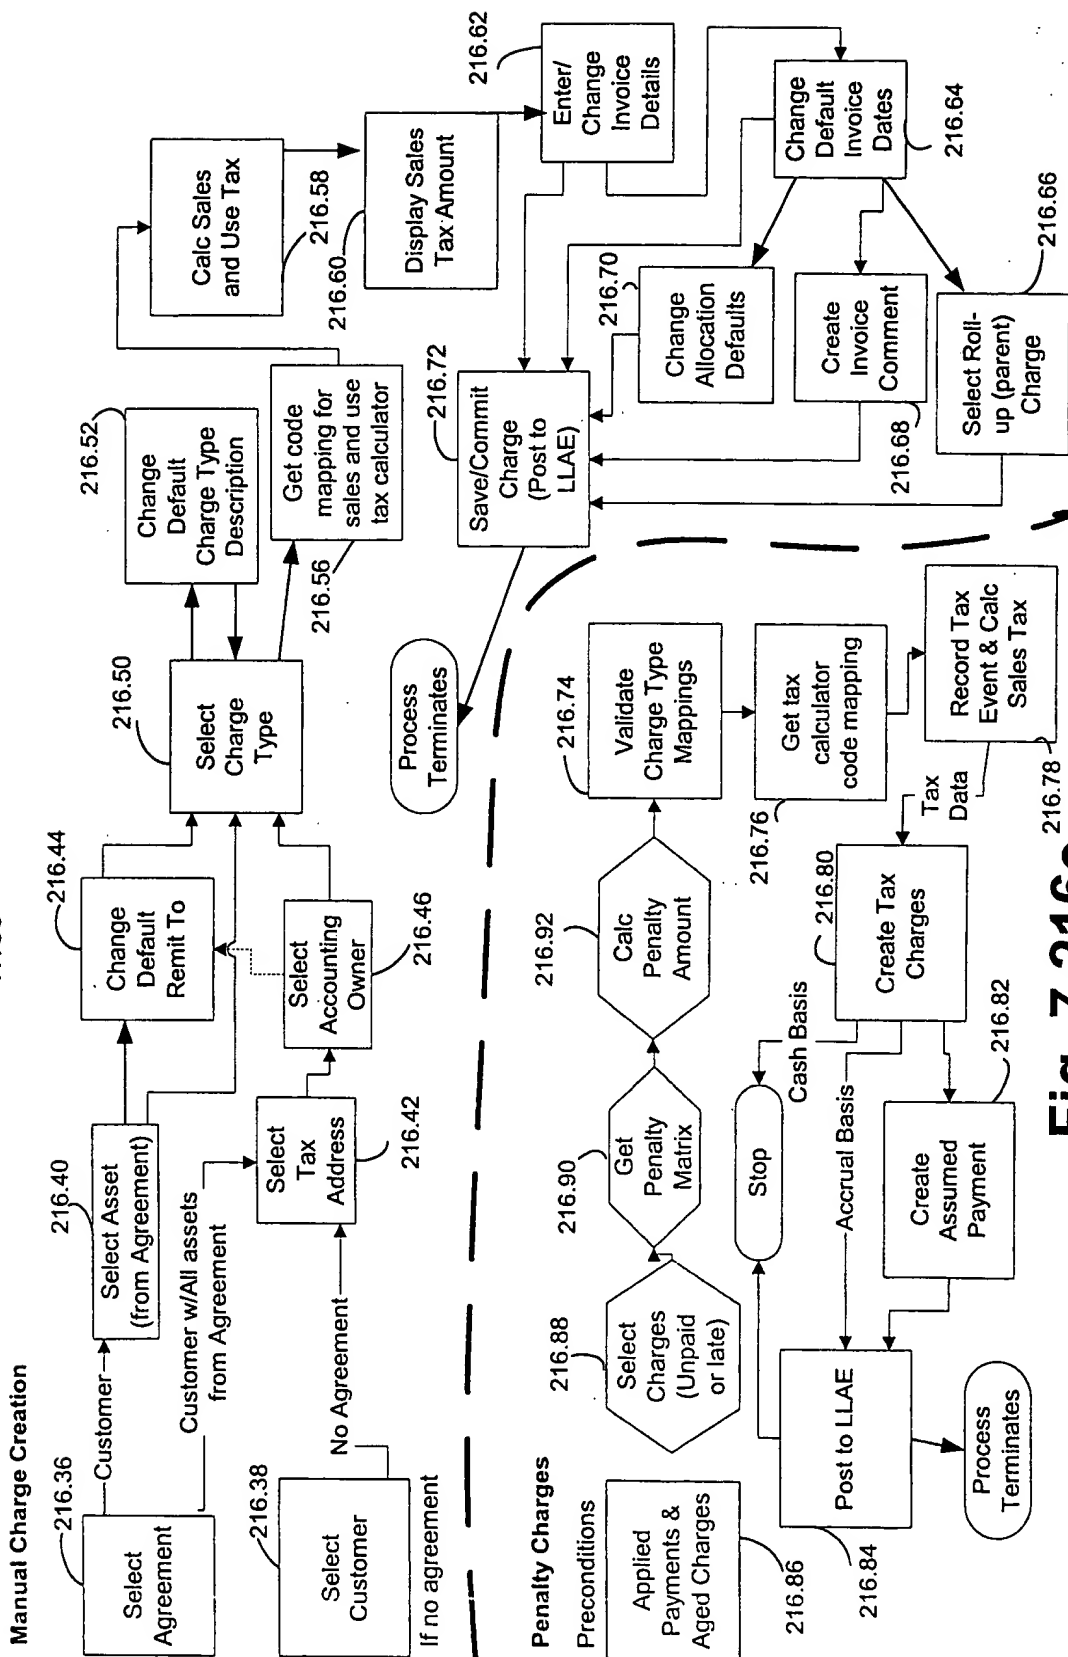 Manual Charge Creation
216.36
Select
Agreement
Customer
216.40
Select Asset
(from Agreement)
Customer w/All assets
from Agreement
216.38
Select
Customer
If no agreement
No Agreement
Select
Tax
Address
216.42
216.44
Change
Default
Remit To
Select
Accounting
Owner
216.46
216.50
Select
Charge
Type
216.52
Change
Default
Charge Type
Description
216.56
Get code
mapping for
sales and use
tax calculator
Calc Sales
and Use Tax
216.58
216.60
Display Sales
Tax Amount
216.62
Enter/
Change
Invoice
Details
Change
Default
Invoice
Dates
216.64
216.66
Select Roll-
up (parent)
Charge
Create
Invoice
Comment
216.68
216.70
Change
Allocation
Defaults
216.72
Save/Commit
Charge
(Post to
LLAE)
Process
Terminates
Penalty Charges
Preconditions
Applied
Payments &
Aged Charges
216.86
216.88
Select
Charges
(Unpaid
or late)
216.90
Get
Penalty
Matrix
216.92
Calc
Penalty
Amount
216.74
Validate
Charge Type
Mappings
216.76
Get tax
calculator
code mapping
Record Tax
Event & Calc
Sales Tax
216.78
Tax
Data
216.80
Create Tax
Charges
Cash Basis
Stop
Accrual Basis
216.82
Create
Assumed
Payment
Post to LLAE
216.84
Process
Terminates